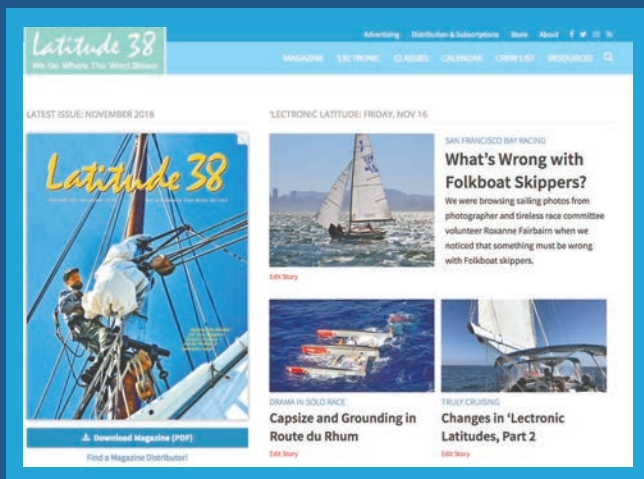 Latitude 38
We Go Where The Wind Blows
Advertising Distribution & Subscriptions Store About
MAGAZINE 'LECTRONIC CLASSIES CALENDAR CREW LIST RESOURCES
LATEST ISSUE: NOVEMBER 2018
'LECTRONIC LATITUDE: FRIDAY, NOV 16
Latitude 38
SAN FRANCISCO BAY RACING
What's Wrong with
Folkboat Skippers?
We were browsing sailing photos from
photographer and tireless race committee
volunteer Roxanne Fairbairn when we
noticed that something must be wrong
with Folkboat skippers.
Edit Story
DRAMA IN SOLO RACE
Capsize and Grounding in
Route du Rhum
Edit Story
TRULY CRUISING
Changes in 'Lectronic
Latitudes, Part 2
Edit Story
Download Magazine (PDF)
Find a Magazine Distributor!